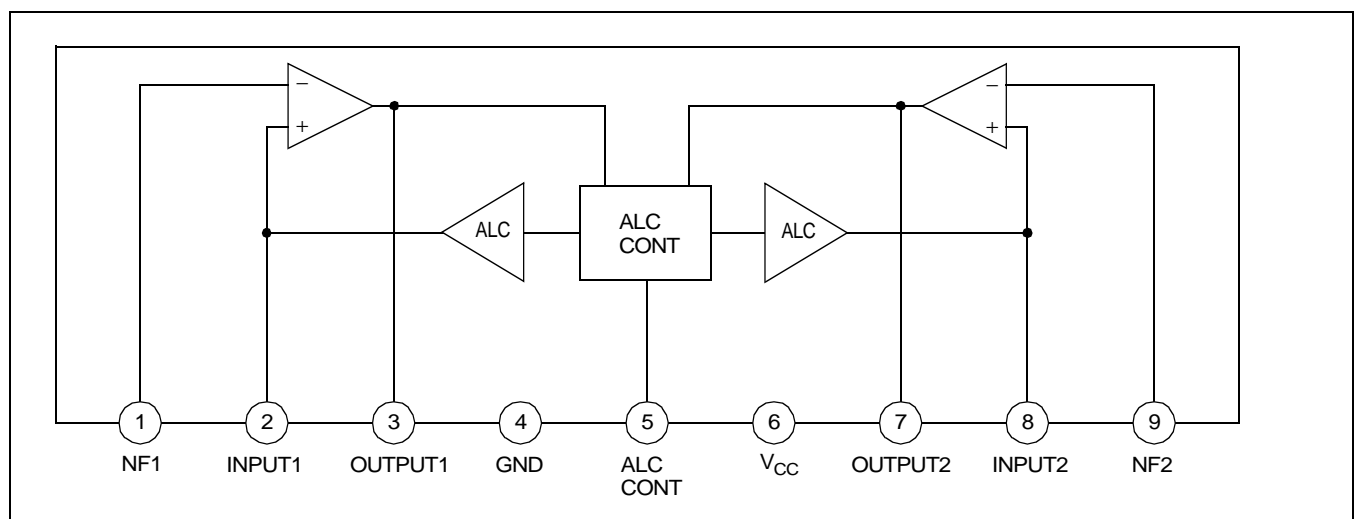 −
+
−
+
ALC
ALC
CONT
ALC
1
2
3
4
5
6
7
8
9
NF1
INPUT1
OUTPUT1
GND
ALC
CONT
VCC
OUTPUT2
INPUT2
NF2